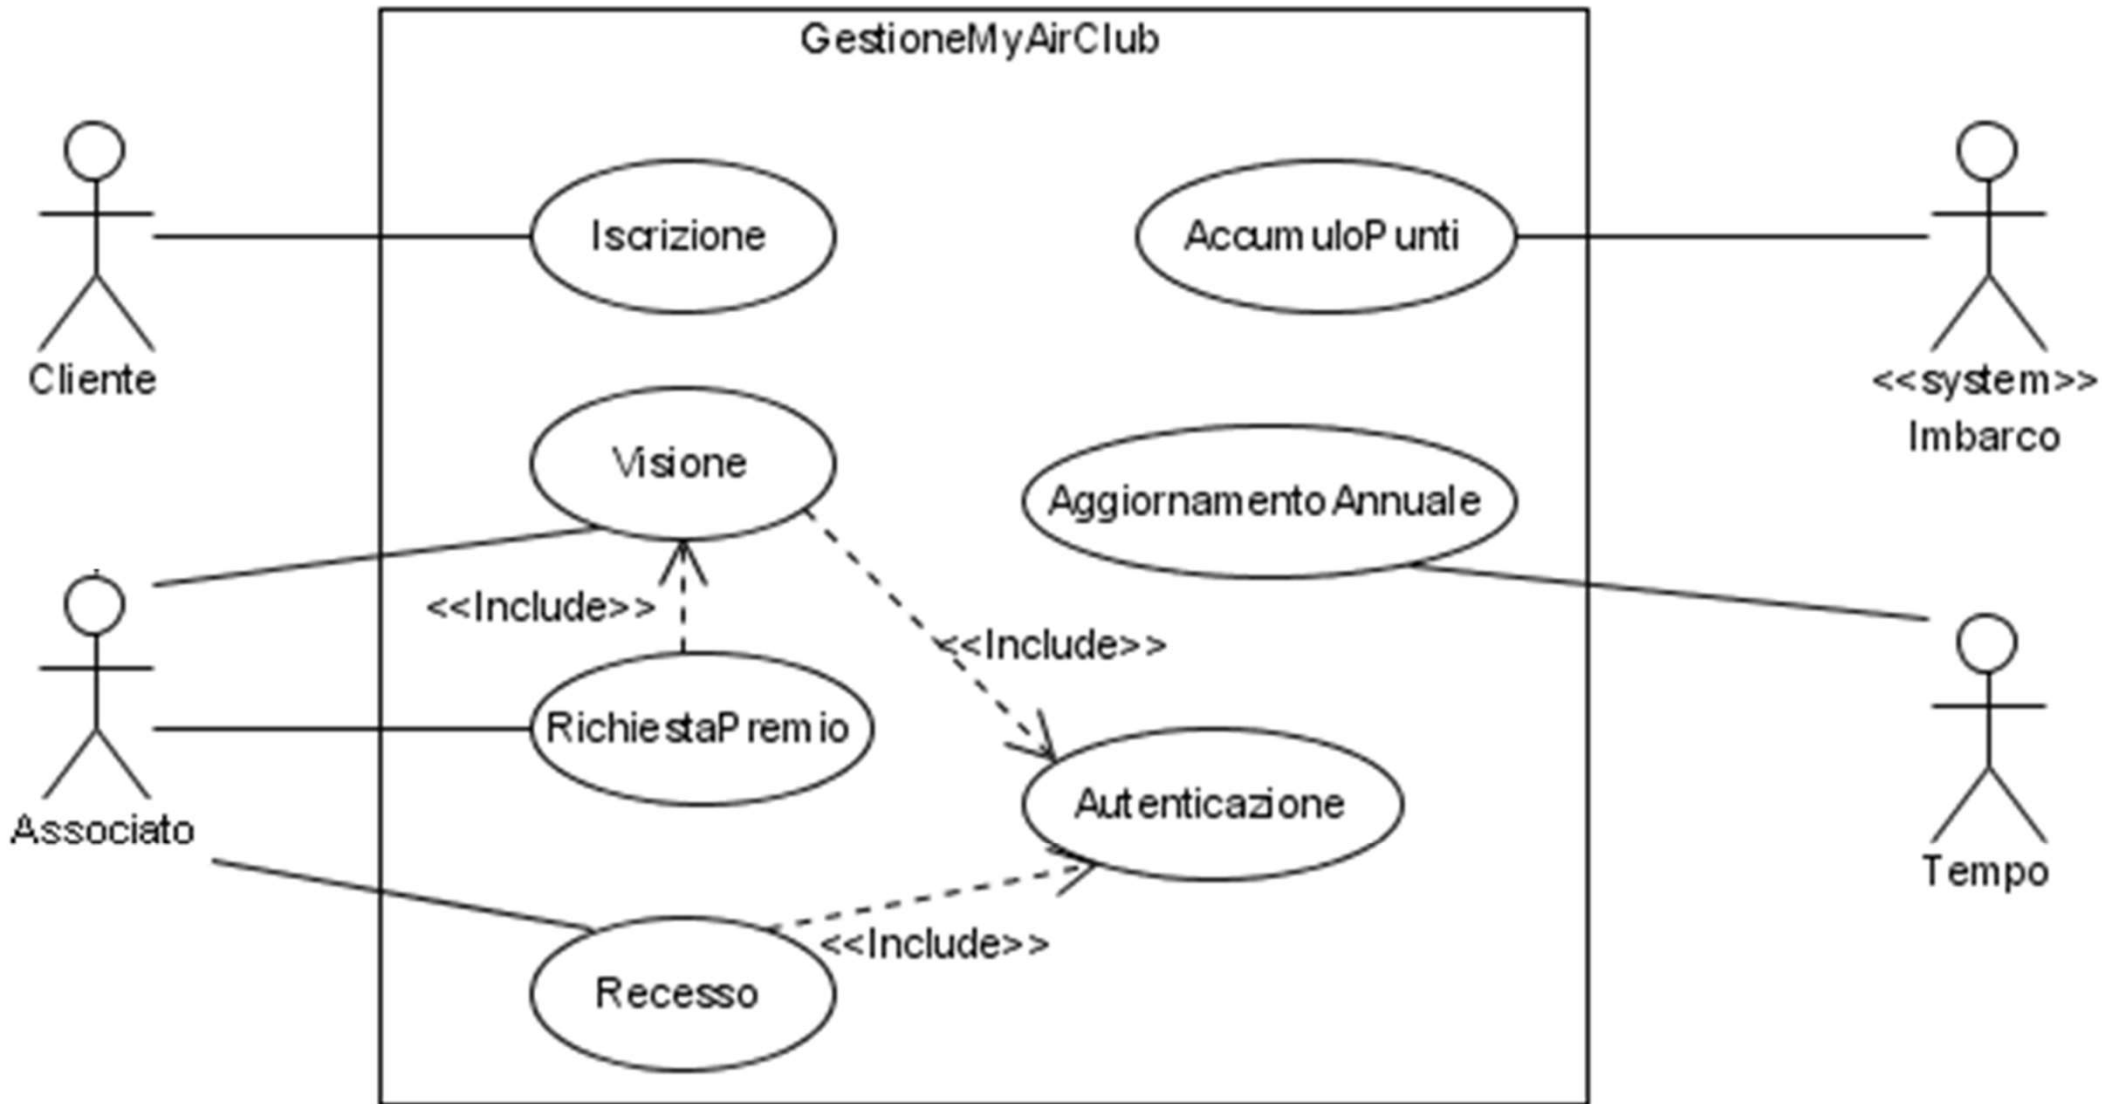 GestioneMyAirClub
Cliente
Iscrizione
AccumuloPunti
<<system>>
Imbarco
Visione
AggiornamentoAnnuale
<<Include>>
<<Include>>
RichiestaPremio
Autenticazione
Associato
Tempo
<<Include>>
Recesso